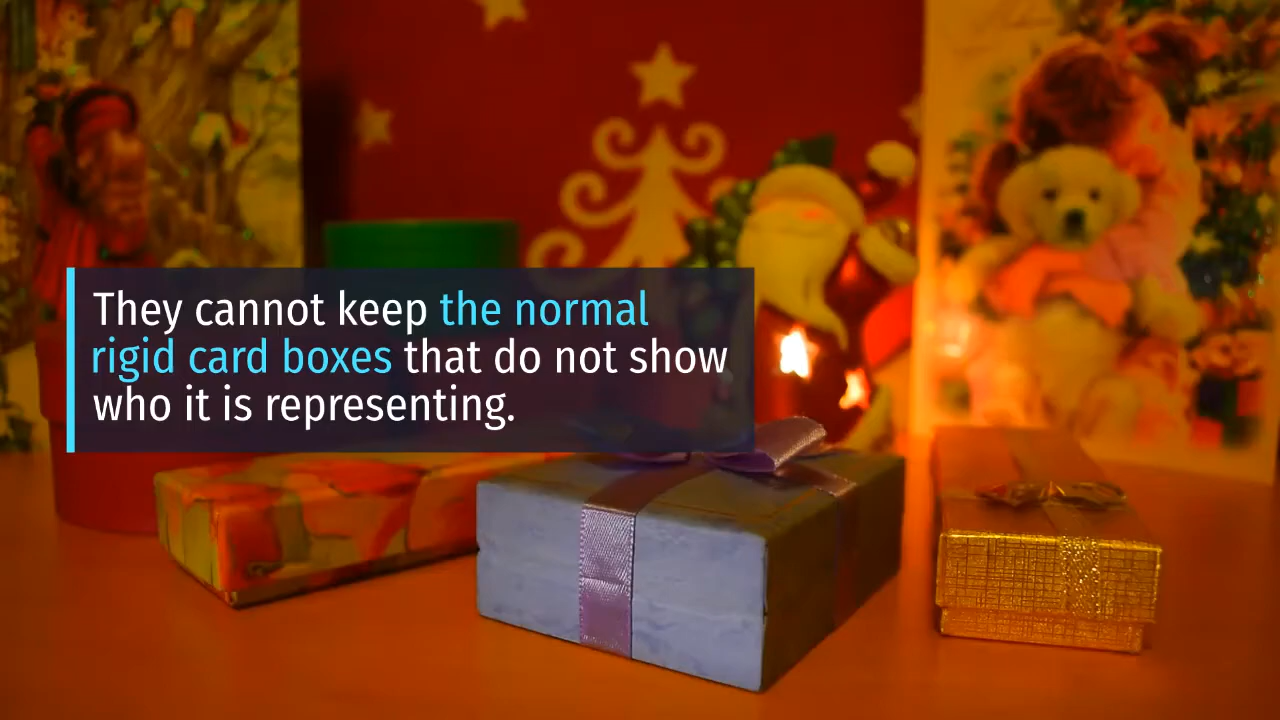 They cannot keep the normal
rigid card boxes that do not show
who it is representing.